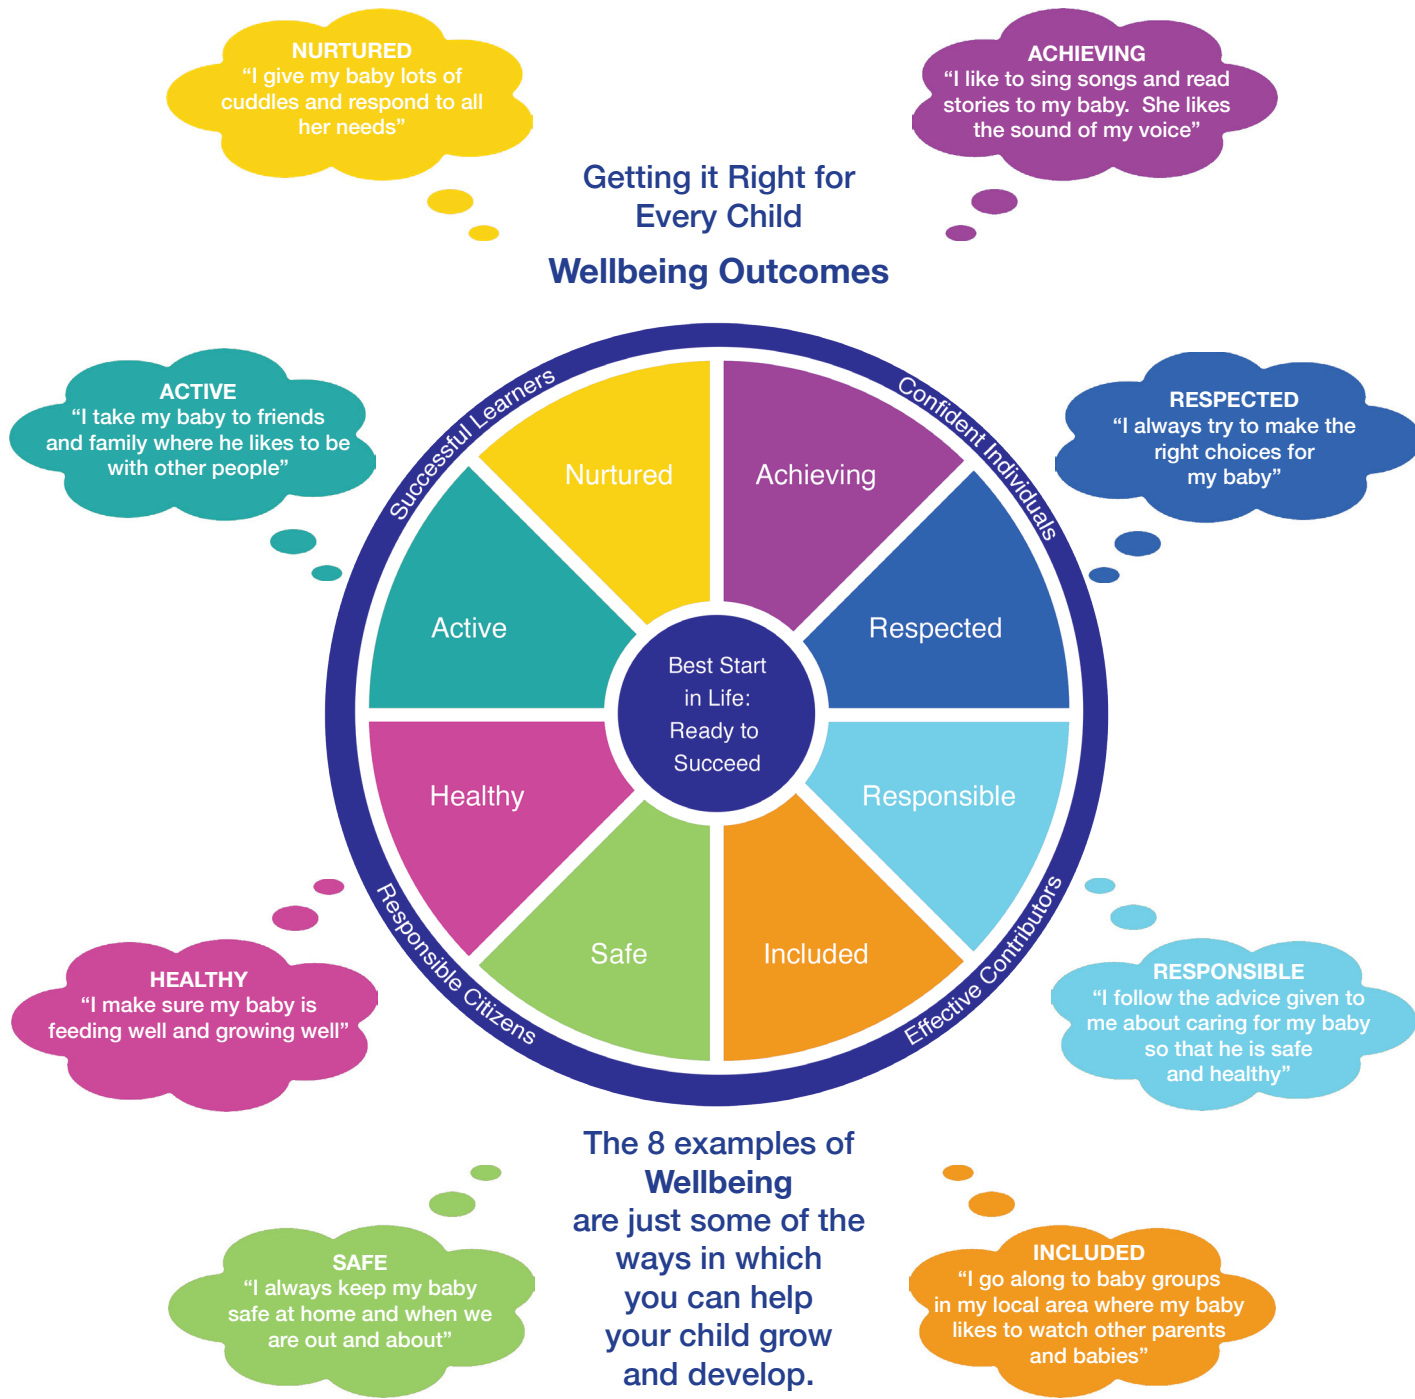 NURTURED
“I give my baby lots of
cuddles and respond to all
her needs”
ACHIEVING
“I like to sing songs and read
stories to my baby.  She likes
the sound of my voice”
Getting it Right for
Every Child
Wellbeing Outcomes
ACTIVE
“I take my baby to friends
and family where he likes to be
with other people”
RESPECTED
“I always try to make the
right choices for
my baby”
Successful Learners
Confident Individuals
Nurtured
Achieving
Active
Respected
Best Start
in Life:
Ready to
Succeed
Healthy
Responsible
Safe
Included
Responsible Citizens
Effective Contributors
HEALTHY
“I make sure my baby is
feeding well and growing well”
RESPONSIBLE
“I follow the advice given to
me about caring for my baby
so that he is safe
and healthy”
The 8 examples of
Wellbeing
are just some of the
ways in which
you can help
your child grow
and develop.
SAFE
“I always keep my baby
safe at home and when we
are out and about”
INCLUDED
“I go along to baby groups
in my local area where my baby
likes to watch other parents
and babies”